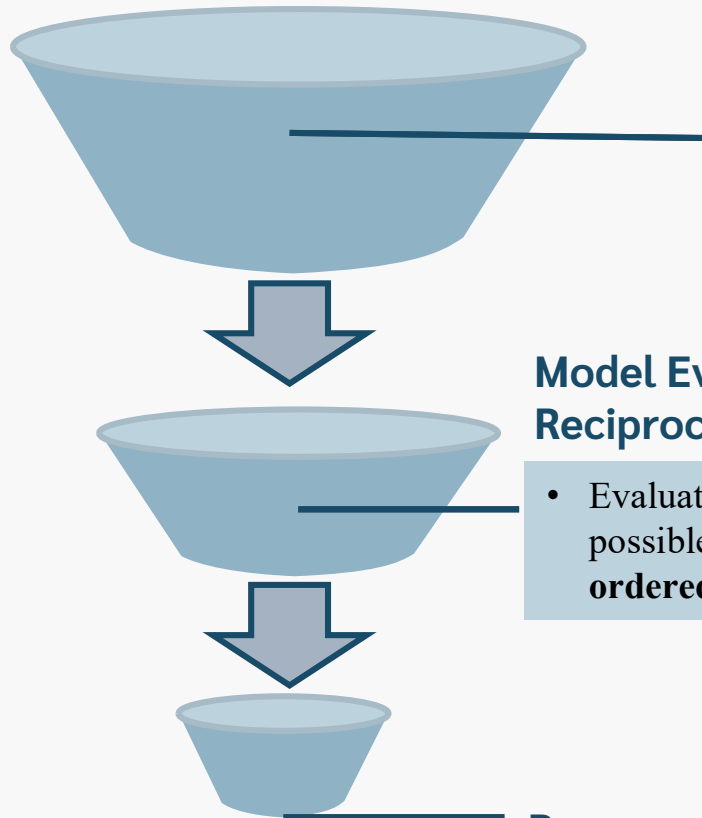 Model Ev
Reciproc
• Evaluat
possible
ordered